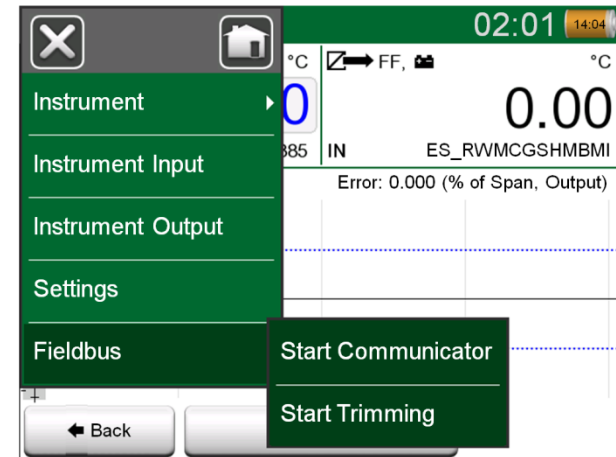 02:01 14:04
°C FF, °C
Instrument 0 0.00
385 IN ES_RWMCGSHMBMI
Instrument Input
Error: 0.000 (% of Span, Output)
Instrument Output
Settings
Fieldbus Start Communicator
Start Trimming
Back